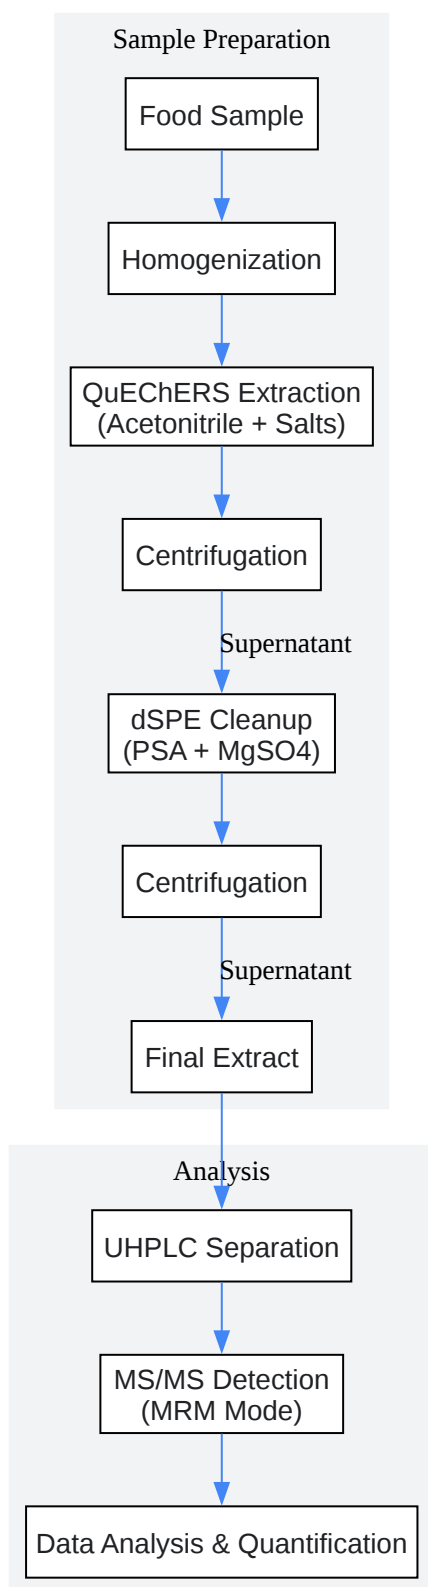 Sample Preparation
Food Sample
Homogenization
QuEChERS Extraction
(Acetonitrile + Salts)
Centrifugation
Supernatant
dSPE Cleanup
(PSA + MgSO4)
Centrifugation
Supernatant
Final Extract
Analysis
UHPLC Separation
MS/MS Detection
(MRM Mode)
Data Analysis & Quantification